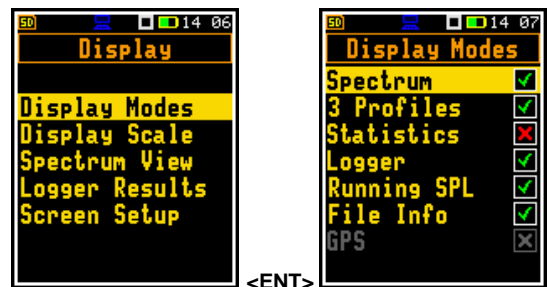 SD 14 06
Display
Display Modes
Display Scale
Spectrum View
Logger Results
Screen Setup
<ENT>
SD 14 07
Display Modes
Spectrum
3 Profiles
Statistics
Logger
Running SPL
File Info
GPS